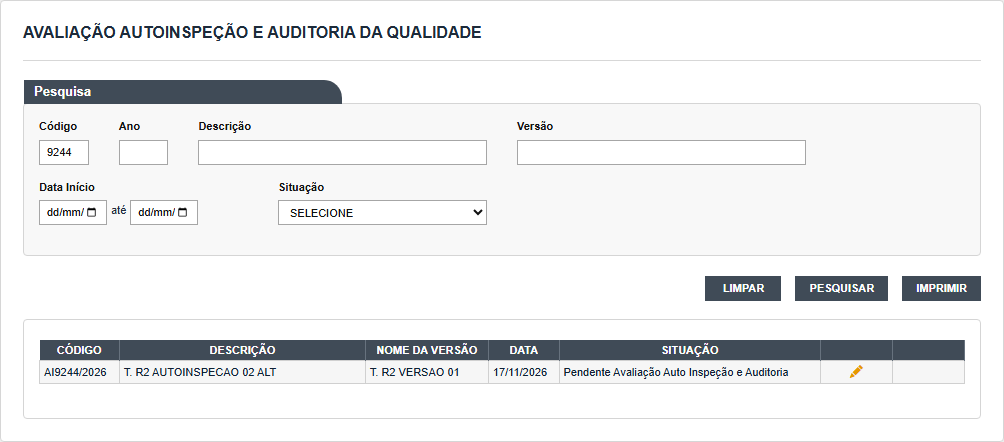 AVALIAÇÃO AUTOINSPEÇÃO E AUDITORIA DA QUALIDADE
Pesquisa
Código Ano Descrição Versão
9244
Data Início Situação
dd/mm/ até dd/mm/ SELECIONE
LIMPAR PESQUISAR IMPRIMIR
CÓDIGO DESCRIÇÃO NOME DA VERSÃO DATA SITUAÇÃO
AI9244/2026 T. R2 AUTOINSPECAO 02 ALT T. R2 VERSAO 01 17/11/2026 Pendente Avaliação Auto Inspeção e Auditoria